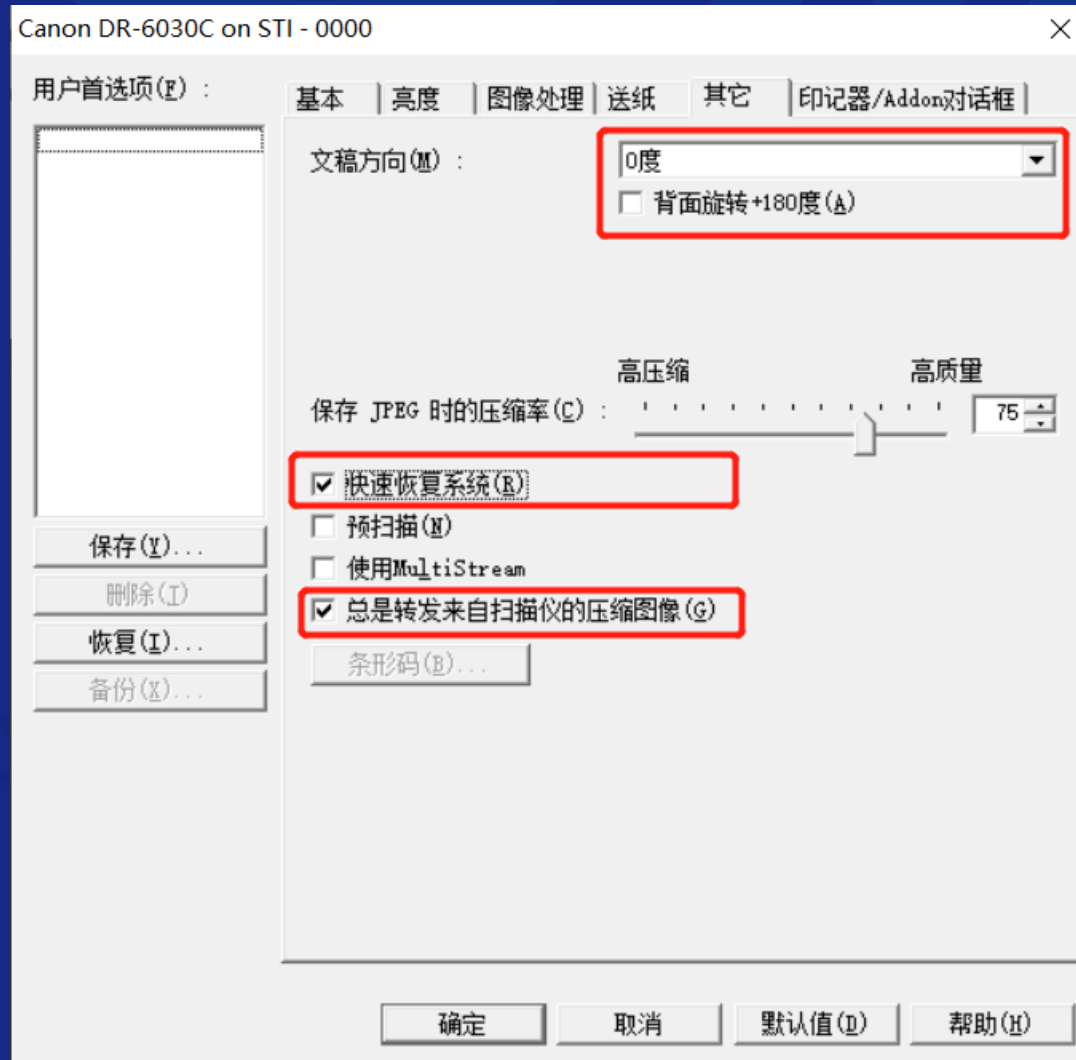 Canon DR-6030C on STI - 0000
用户首选项(F) :
基本 亮度 图像处理 送纸 其它 印记器/Addon对话框
文稿方向(M) :
0度
背面旋转+180度(A)
高压缩 高质量
保存 JPEG 时的压缩率(C) :
75
快速恢复系统(R)
预扫描(N)
使用MultiStream
总是转发来自扫描仪的压缩图像(G)
条形码(B)...
保存(V)...
删除(T)
恢复(I)...
备份(X)...
确定 取消 默认值(D) 帮助(H)